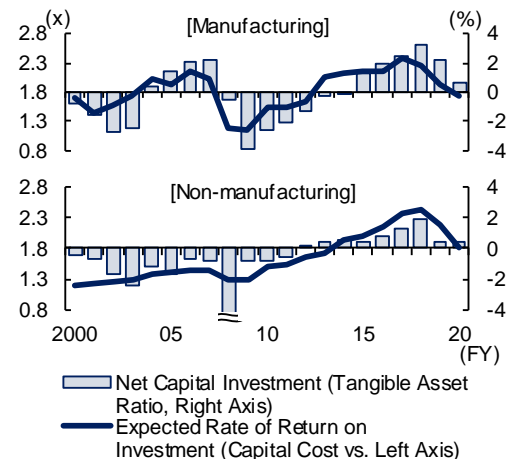 (x) [Manufacturing] (%)
2.8 4
2.3 2
1.8 0
1.3 -2
0.8 -4
[Non-manufacturing]
2.8 4
2.3 2
1.8 0
1.3 -2
0.8 -4
2000 05 10 15 20
(FY)
Net Capital Investment (Tangible Asset
Ratio, Right Axis)
Expected Rate of Return on
Investment (Capital Cost vs. Left Axis)